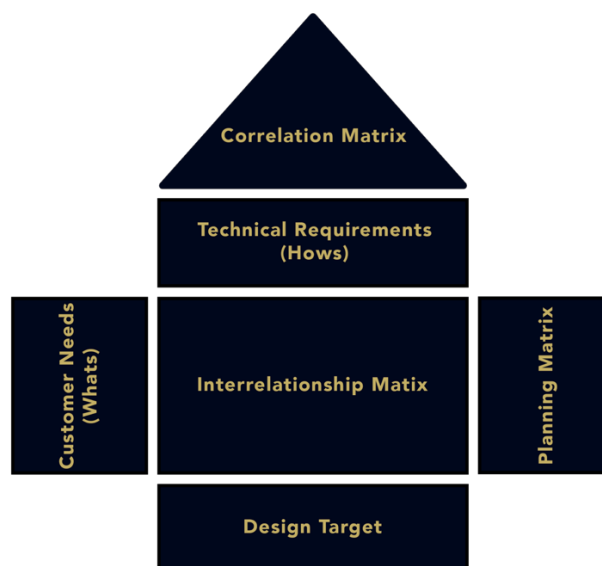 Correlation Matrix
Technical Requirements
(Hows)
Customer Needs
(Whats)
Interrelationship Matix
Planning Matrix
Design Target